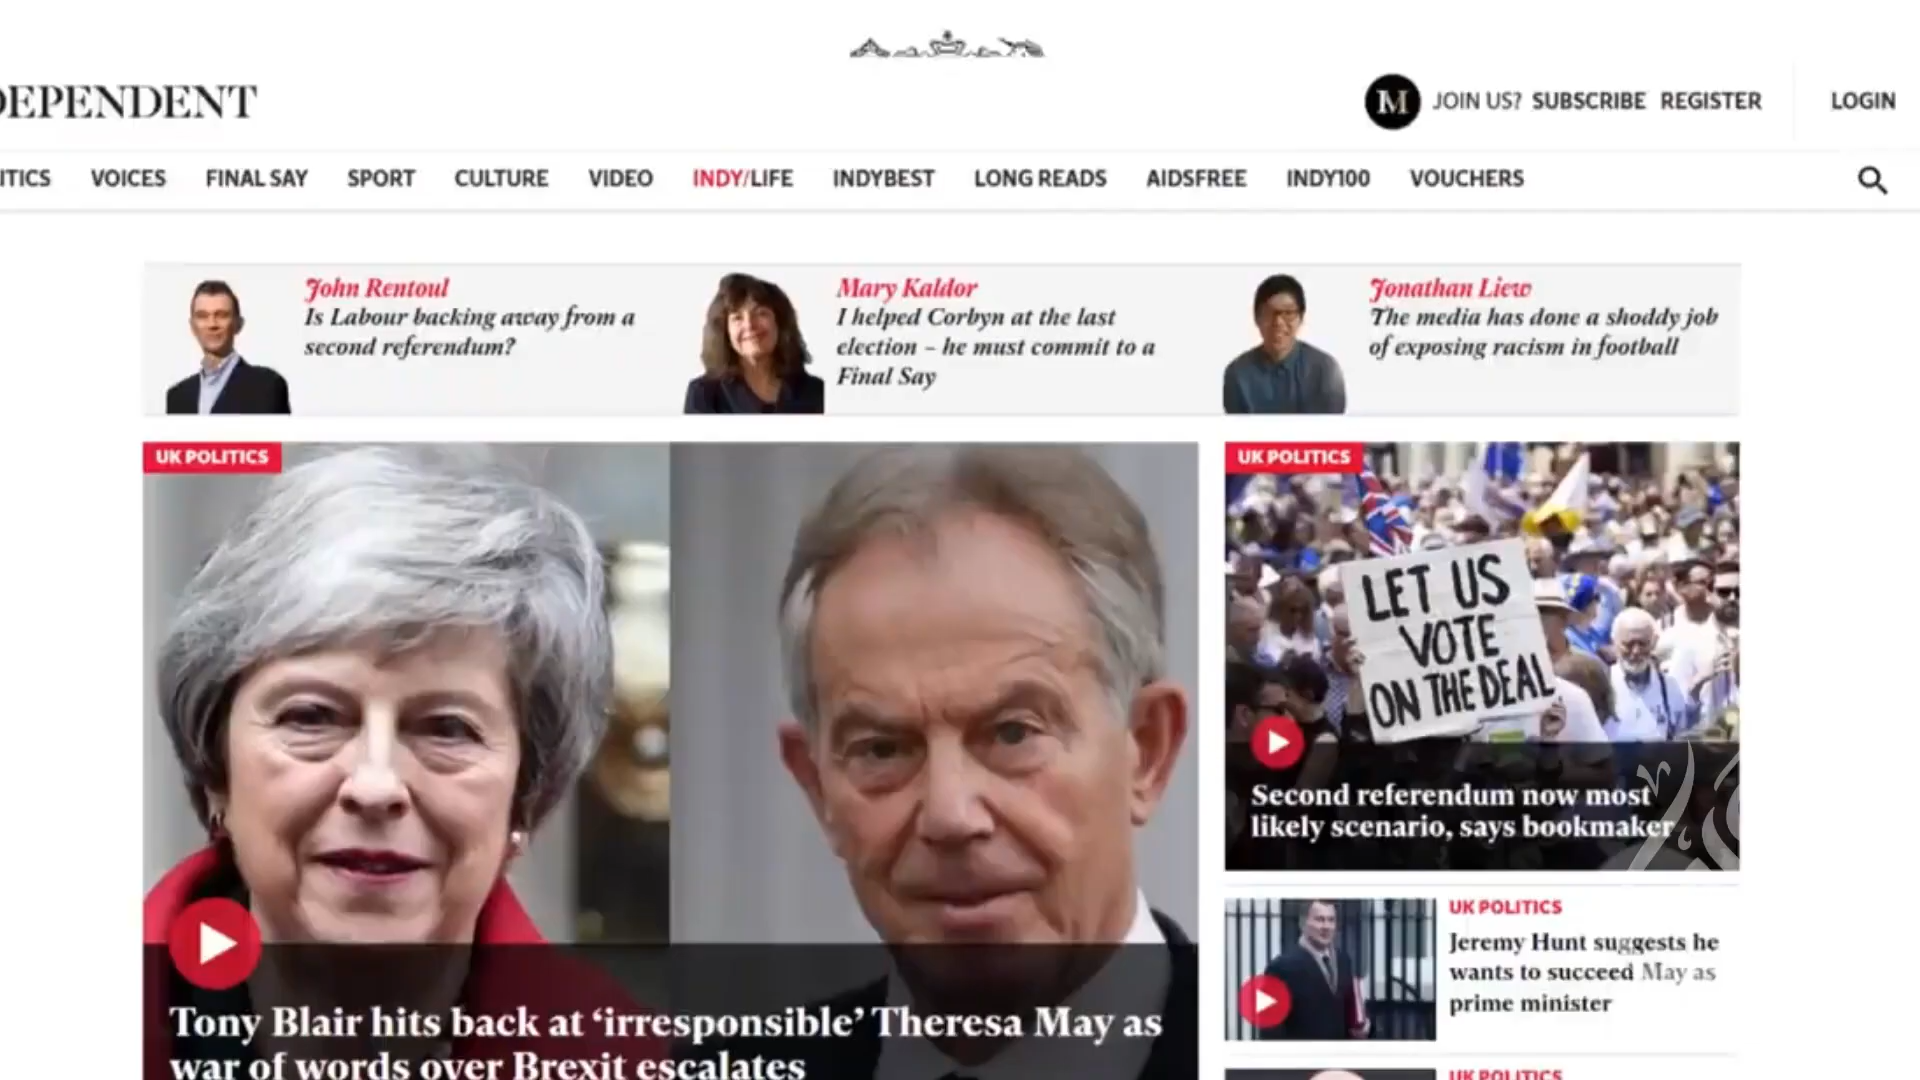 DEPENDENT
M JOIN US? SUBSCRIBE REGISTER LOGIN
ITICS VOICES FINAL SAY SPORT CULTURE VIDEO INDY/LIFE INDYBEST LONG READS AIDSFREE INDY100 VOUCHERS
John Rentoul
Is Labour backing away from a
second referendum?
Mary Kaldor
I helped Corbyn at the last
election – he must commit to a
Final Say
Jonathan Liew
The media has done a shoddy job
of exposing racism in football
UK POLITICS
Tony Blair hits back at ‘irresponsible’ Theresa May as
war of words over Brexit escalates
UK POLITICS
LET US
VOTE
ON THE DEAL
Second referendum now most
likely scenario, says bookmaker
UK POLITICS
Jeremy Hunt suggests he
wants to succeed May as
prime minister
UK POLITICS